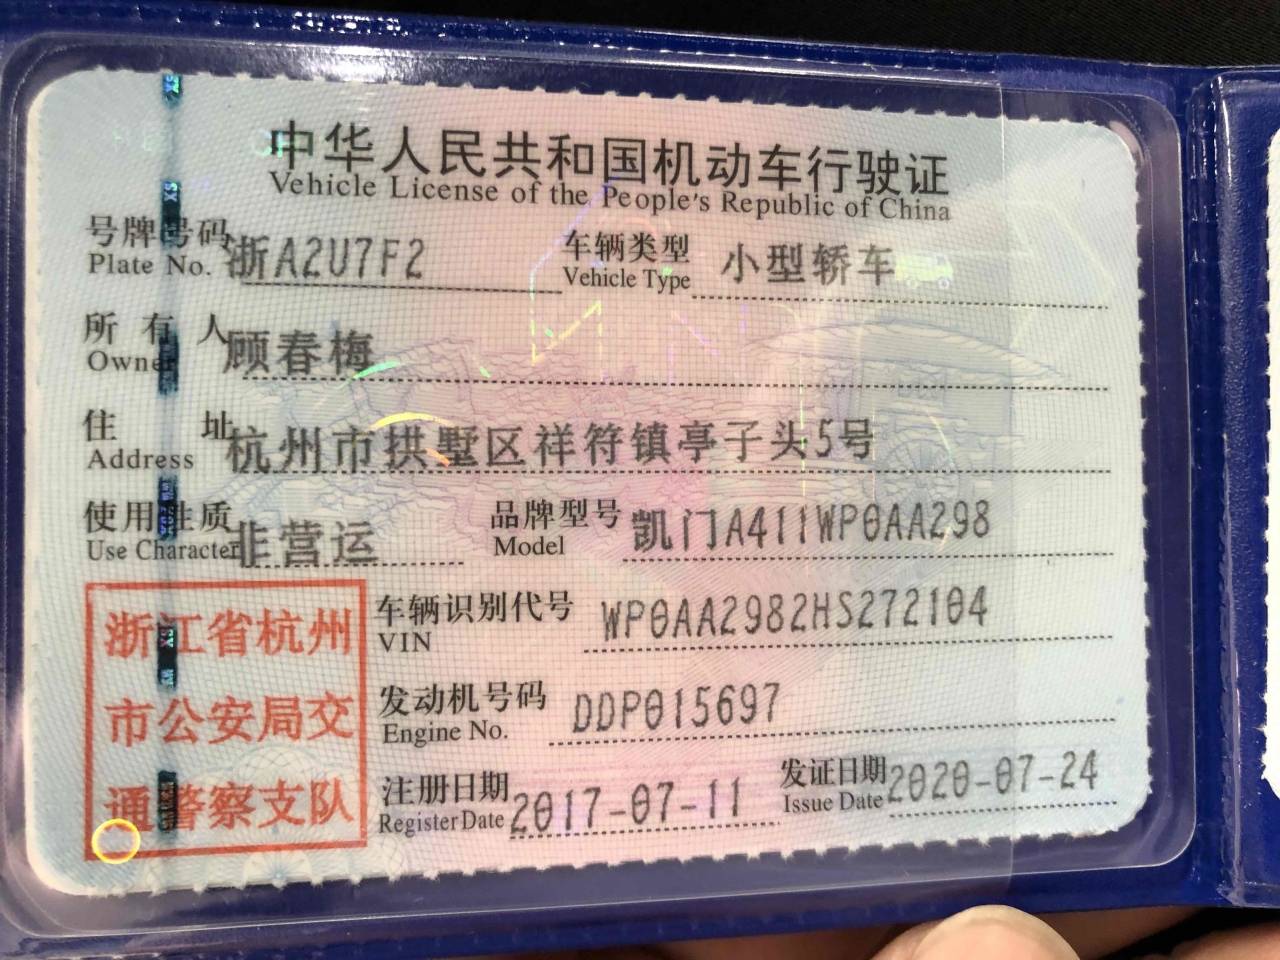 中华人民共和国机动车行驶证
Vehicle License of the People's Republic of China
号牌号码 浙A2U7F2 车辆类型 小型轿车
Plate No. Vehicle Type
所有人 顾春梅
Owner
住址 杭州市拱墅区祥符镇亭子头5号
Address
使用性质 非营运 品牌型号 凯门A411WP0AA298
Use Character Model
浙江省杭州
市公安局交
通警察支队
车辆识别代号 WP0AA2982HS272104
VIN
发动机号码 DDP015697
Engine No.
注册日期 2017-07-11 发证日期 2020-07-24
Register Date Issue Date